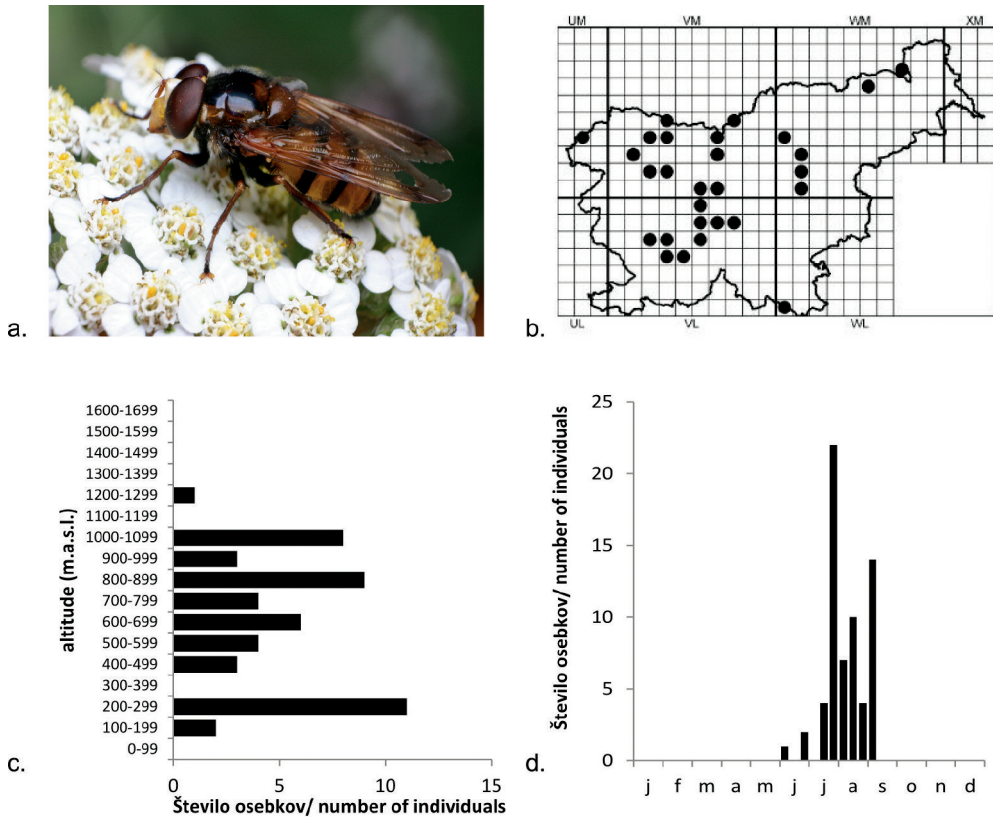 a.
UM VM WM XM
UL VL WL
b.
altitude (m.a.s.l.)
1600-1699
1500-1599
1400-1499
1300-1399
1200-1299
1100-1199
1000-1099
900-999
800-899
700-799
600-699
500-599
400-499
300-399
200-299
100-199
0-99
0 5 10 15
Število osebkov/ number of individuals
c.
Število osebkov/ number of individuals
25
20
15
10
5
0
j f m a m j j a s o n d
d.